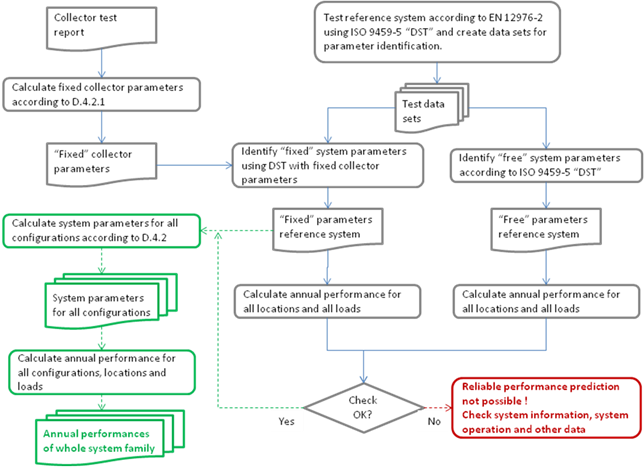 Collector test
report
Test reference system according to EN 12976-2
using ISO 9459-5 “DST” and create data sets for
parameter identification.
Calculate fixed collector parameters
according to D.4.2.1
Test data
sets
“Fixed” collector
parameters
Identify “fixed” system parameters
using DST with fixed collector
parameters
Identify “free” system parameters
according to ISO 9459-5 “DST”
Calculate system parameters for all
configurations according to D.4.2
“Fixed” parameters
reference system
“Free” parameters
reference system
System parameters
for all configurations
Calculate annual performance for
all locations and all loads
Calculate annual performance for
all locations and all loads
Calculate annual performance for
all configurations, locations and
loads
Check
OK?
Yes
No
Reliable performance prediction
not possible !
Check system information, system
operation and other data
Annual performances
of whole system family